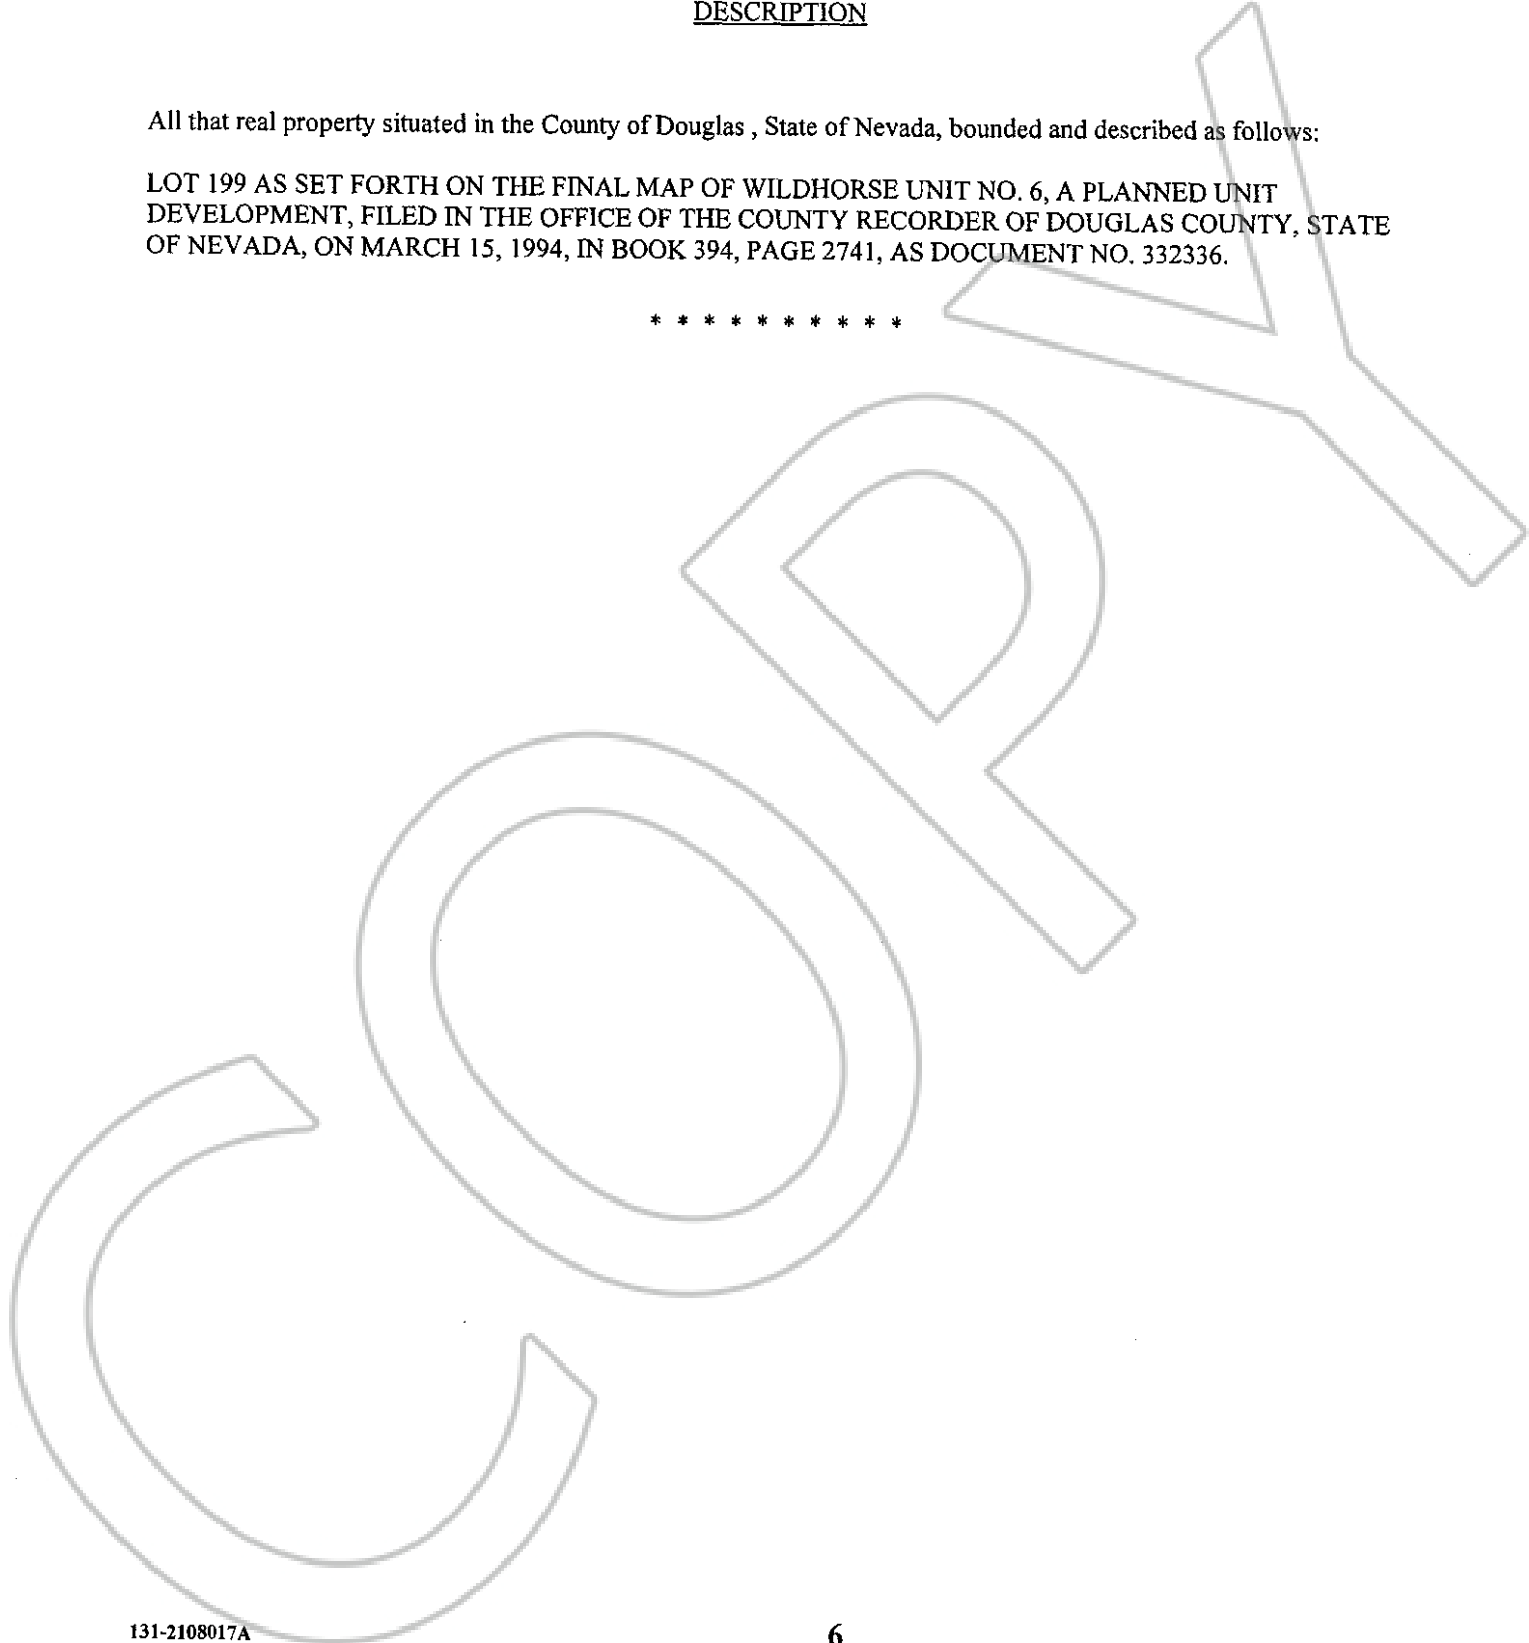 DESCRIPTION
All that real property situated in the County of Douglas , State of Nevada, bounded and described as follows:
LOT 199 AS SET FORTH ON THE FINAL MAP OF WILDHORSE UNIT NO. 6, A PLANNED UNIT
DEVELOPMENT, FILED IN THE OFFICE OF THE COUNTY RECORDER OF DOUGLAS COUNTY, STATE
OF NEVADA, ON MARCH 15, 1994, IN BOOK 394, PAGE 2741, AS DOCUMENT NO. 332336.
* * * * * * * * * *
COPY
131-2108017A
6